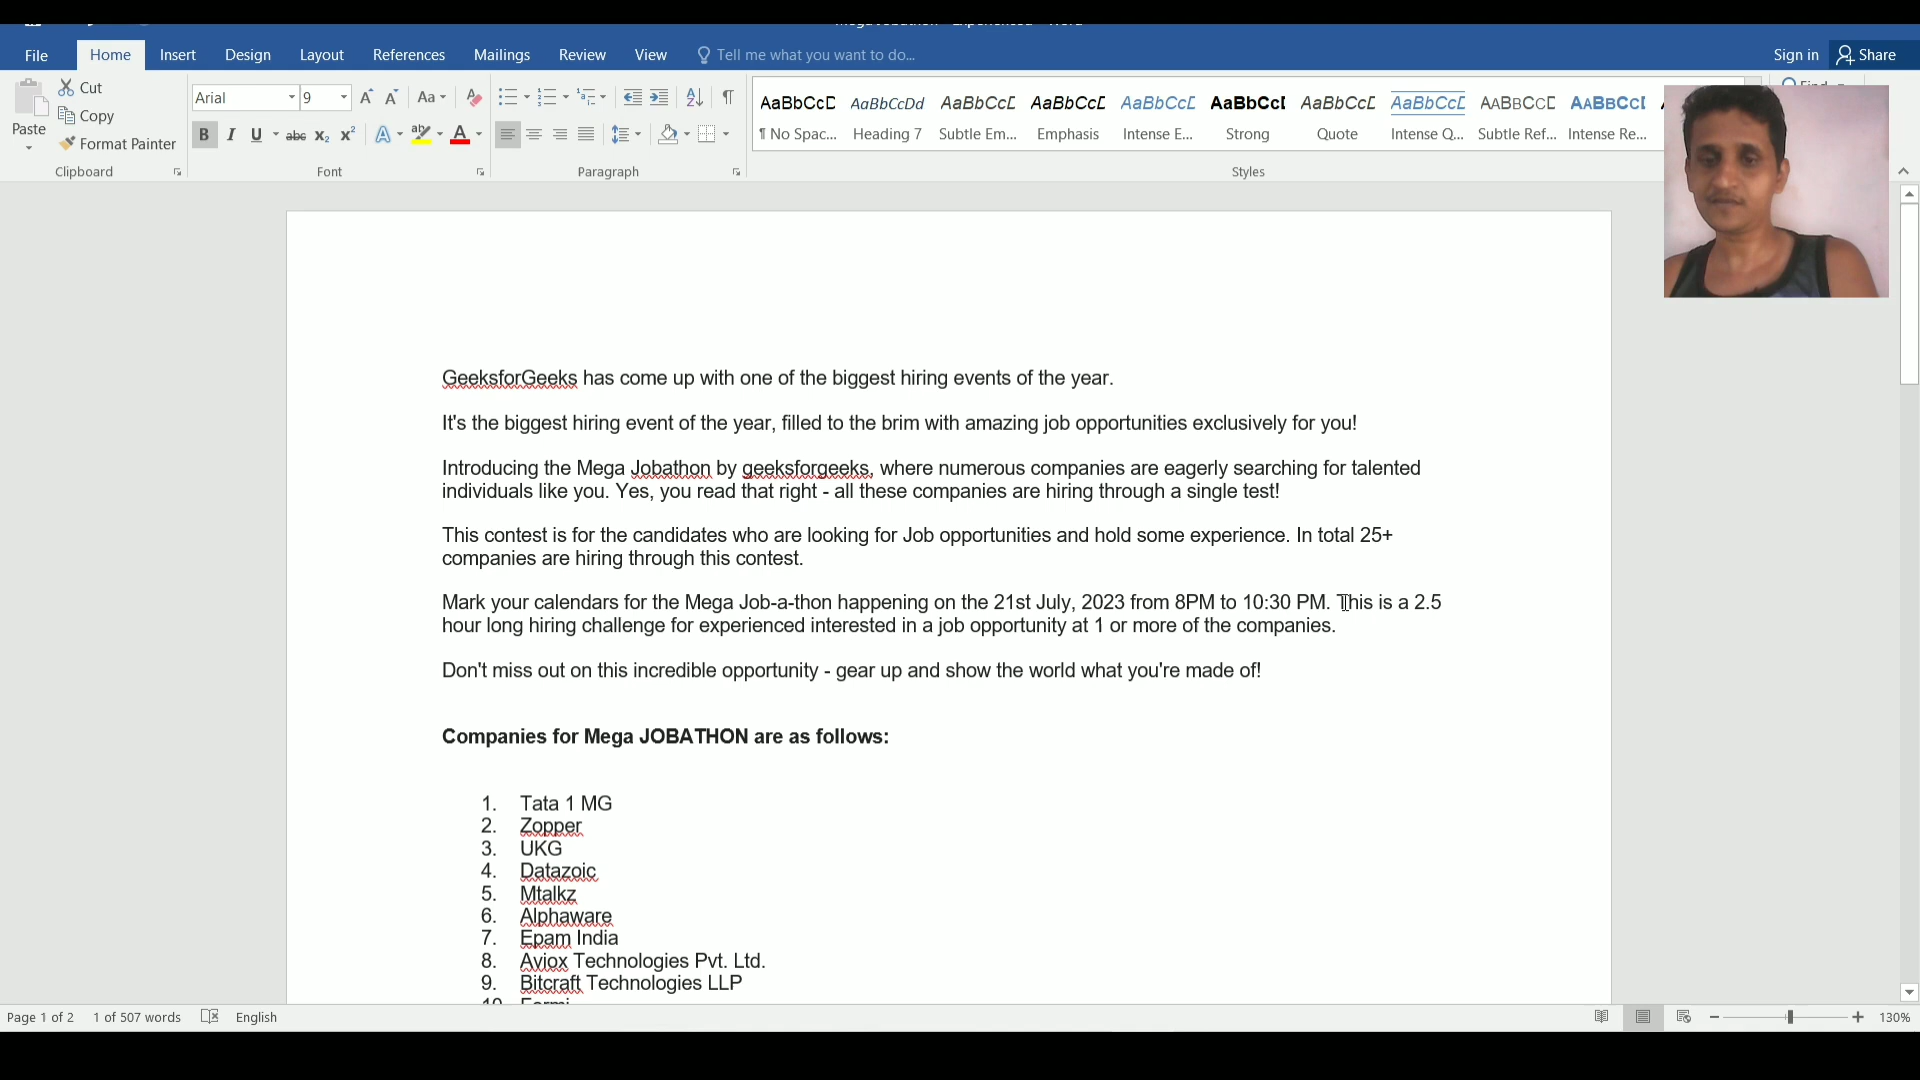 File Home Insert Design Layout References Mailings Review View Tell me what you want to do... Sign in Share
Cut
Copy
Paste
Format Painter
Clipboard
Arial 9
Font
Paragraph
AaBbCcD AaBbCcDd AaBbCcD AaBbCcD AaBbCcD AaBbCcD AaBbCcD AaBbCcD AaBbCcD AaBbCcD
¶ No Spac... Heading 7 Subtle Em... Emphasis Intense E... Strong Quote Intense Q... Subtle Ref... Intense Re...
Styles
GeeksforGeeks has come up with one of the biggest hiring events of the year.
It's the biggest hiring event of the year, filled to the brim with amazing job opportunities exclusively for you!
Introducing the Mega Jobathon by geeksforgeeks, where numerous companies are eagerly searching for talented
individuals like you. Yes, you read that right - all these companies are hiring through a single test!
This contest is for the candidates who are looking for Job opportunities and hold some experience. In total 25+
companies are hiring through this contest.
Mark your calendars for the Mega Job-a-thon happening on the 21st July, 2023 from 8PM to 10:30 PM. This is a 2.5
hour long hiring challenge for experienced interested in a job opportunity at 1 or more of the companies.
Don't miss out on this incredible opportunity - gear up and show the world what you're made of!
Companies for Mega JOBATHON are as follows:
1. Tata 1 MG
2. Zopper
3. UKG
4. Datazoic
5. Mtalkz
6. Alphaware
7. Epam India
8. Aviox Technologies Pvt. Ltd.
9. Bitcraft Technologies LLP
Page 1 of 2 1 of 507 words English 130%